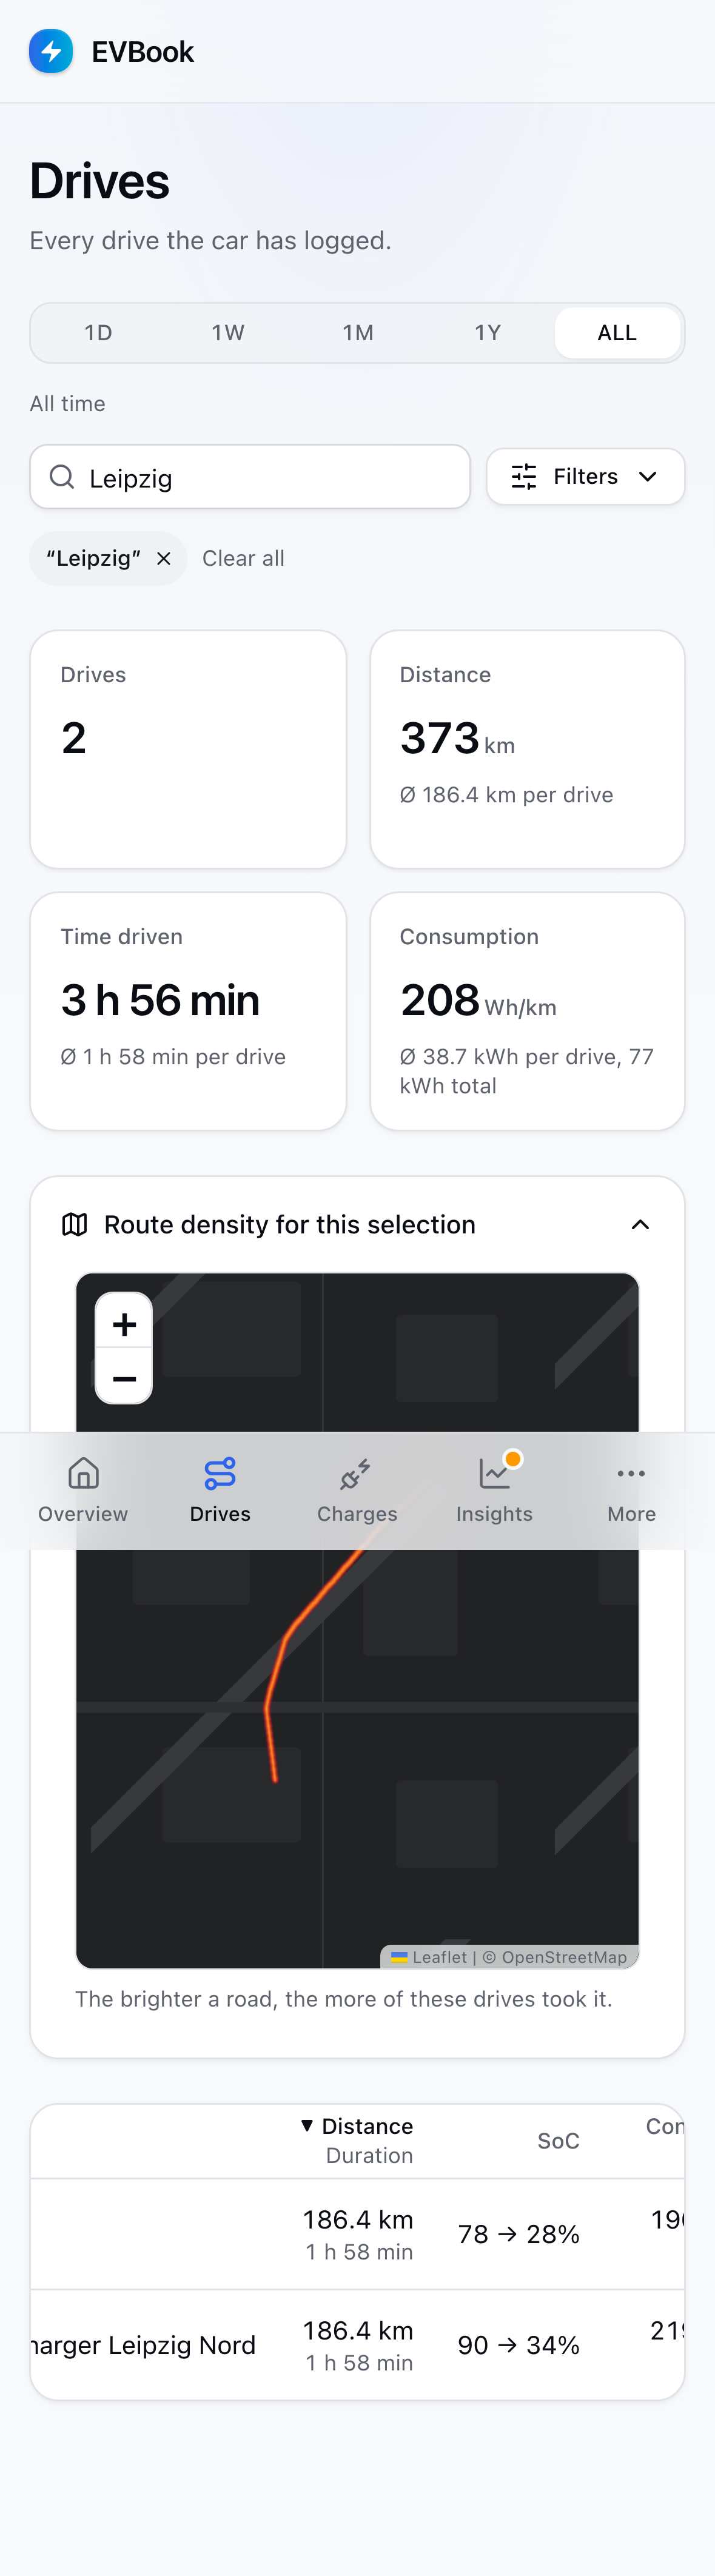 EVBook
Drives
Every drive the car has logged.
1D 1W 1M 1Y ALL
All time
Leipzig
Filters
“Leipzig” ×
Clear all
Drives
2
Distance
373 km
Ø 186.4 km per drive
Time driven
3 h 56 min
Ø 1 h 58 min per drive
Consumption
208 Wh/km
Ø 38.7 kWh per drive, 77
kWh total
Route density for this selection
+
−
Overview Drives Charges Insights More
Leaflet | © OpenStreetMap
The brighter a road, the more of these drives took it.
▼ Distance
Duration
SoC
186.4 km
1 h 58 min
78 → 28%
Leipzig Nord
186.4 km
1 h 58 min
90 → 34%